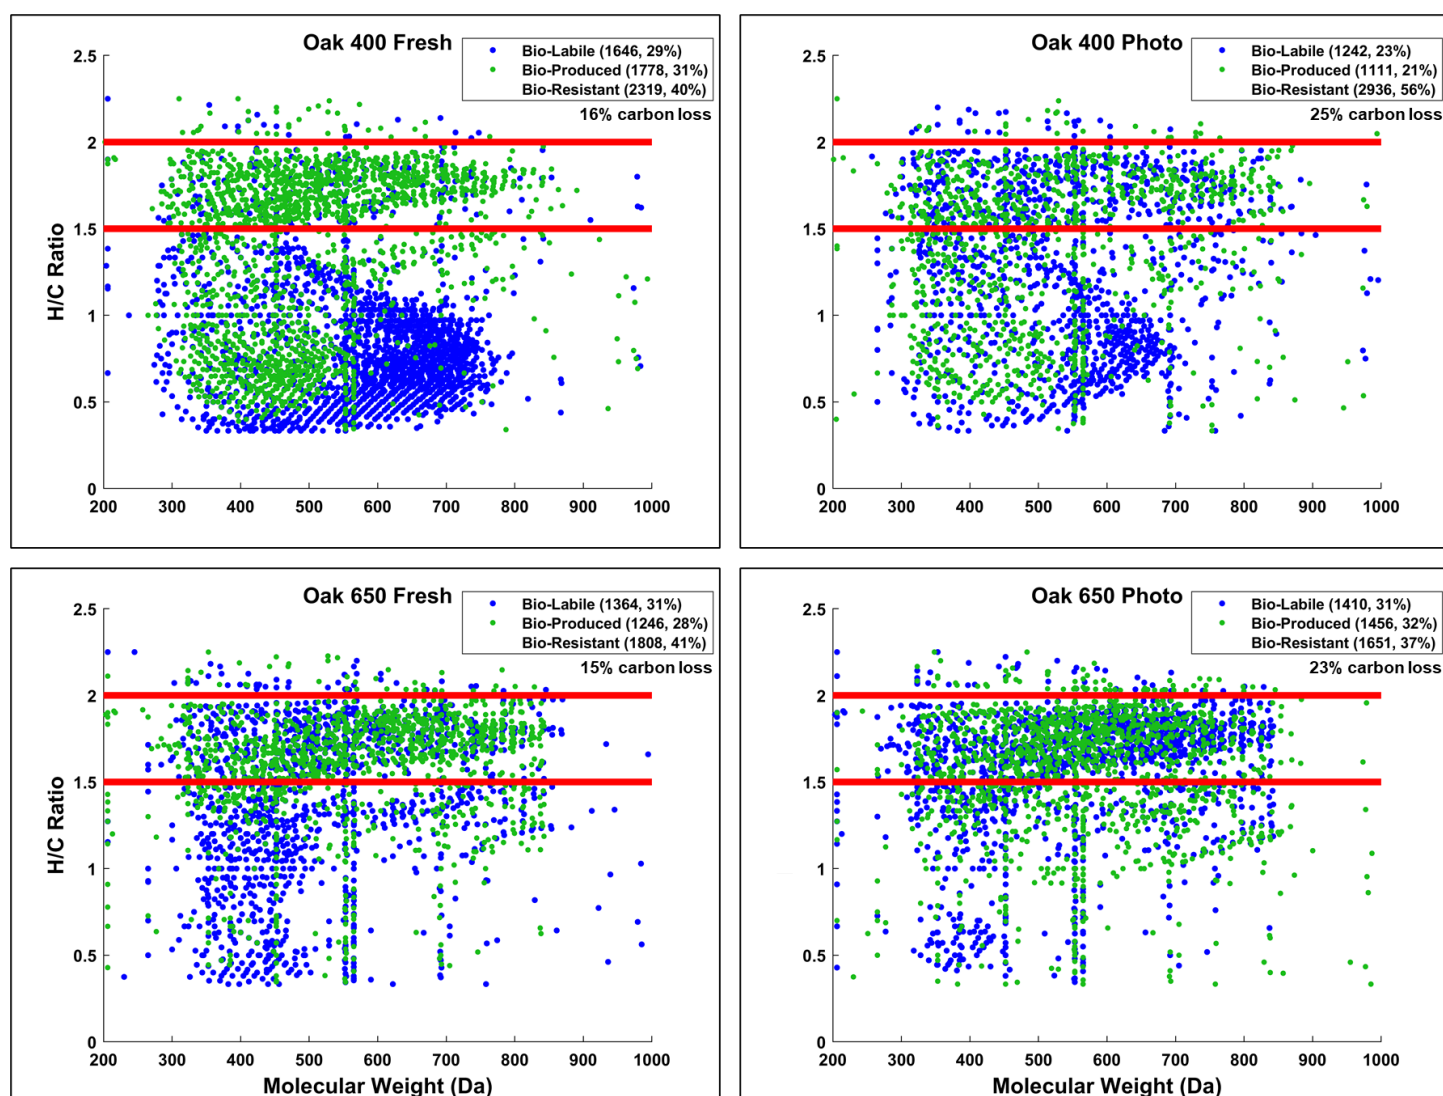 Oak 400 Fresh
Bio-Labile (1646, 29%)
Bio-Produced (1778, 31%)
Bio-Resistant (2319, 40%)
16% carbon loss
H/C Ratio
2.5
2
1.5
1
0.5
0
200 300 400 500 600 700 800 900 1000
Oak 400 Photo
Bio-Labile (1242, 23%)
Bio-Produced (1111, 21%)
Bio-Resistant (2936, 56%)
25% carbon loss
2.5
2
1.5
1
0.5
0
200 300 400 500 600 700 800 900 1000
Oak 650 Fresh
Bio-Labile (1364, 31%)
Bio-Produced (1246, 28%)
Bio-Resistant (1808, 41%)
15% carbon loss
H/C Ratio
2.5
2
1.5
1
0.5
0
200 300 400 500 600 700 800 900 1000
Molecular Weight (Da)
Oak 650 Photo
Bio-Labile (1410, 31%)
Bio-Produced (1456, 32%)
Bio-Resistant (1651, 37%)
23% carbon loss
2.5
2
1.5
1
0.5
0
200 300 400 500 600 700 800 900 1000
Molecular Weight (Da)